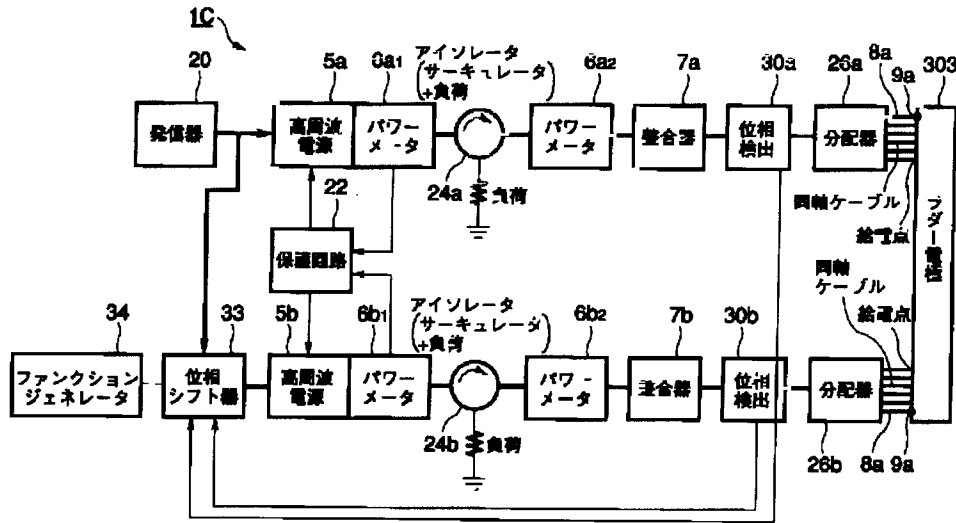 1C
20
5a
6a1
アイソレータ
(サーキュレータ
+負荷)
6a2
7a
30a
26a
8a
9a
303
発信器
高周波
電源
パワー
メータ
パワー
メータ
整合器
位相
検出
分配器
24a
負荷
22
同軸ケーブル
給電点
ラダー電極
保護回路
同軸
ケーブル
給電点
34
33
5b
6b1
アイソレータ
(サーキュレータ
+負荷)
6b2
7b
30b
ファンクション
ジェネレータ
位相
シフト器
高周波
電源
パワー
メータ
パワー
メータ
整合器
位相
検出
分配器
24b
負荷
26b
8a
9a